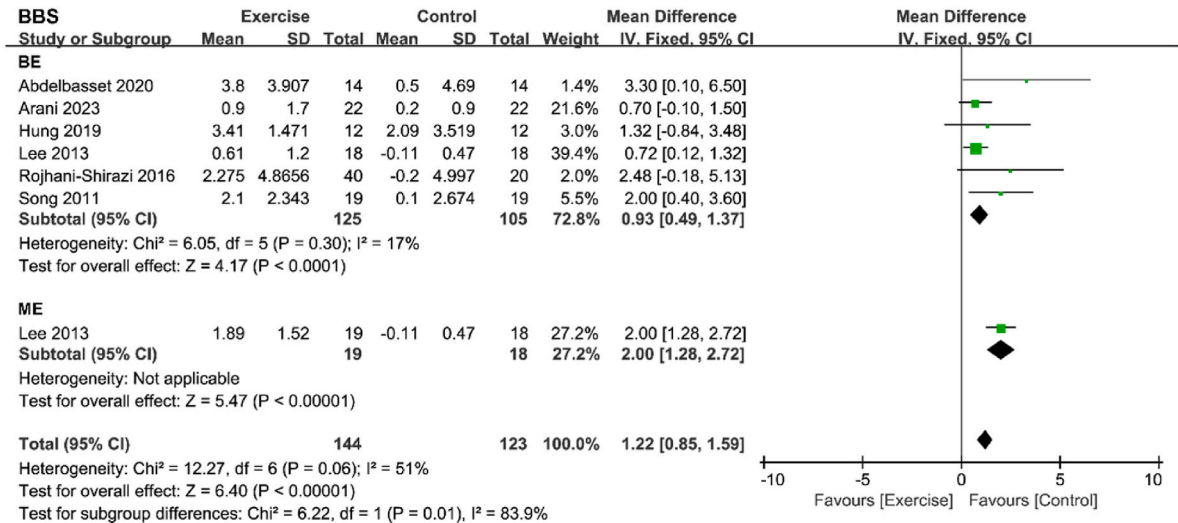 BBS Exercise Control Mean Difference Mean Difference
Study or Subgroup Mean SD Total Mean SD Total Weight IV, Fixed, 95% CI IV, Fixed, 95% CI
BE
Abdelbasset 2020 3.8 3.907 14 0.5 4.69 14 1.4% 3.30 [0.10, 6.50]
Arani 2023 0.9 1.7 22 0.2 0.9 22 21.6% 0.70 [-0.10, 1.50]
Hung 2019 3.41 1.471 12 2.09 3.519 12 3.0% 1.32 [-0.84, 3.48]
Lee 2013 0.61 1.2 18 -0.11 0.47 18 39.4% 0.72 [0.12, 1.32]
Rojhani-Shirazi 2016 2.275 4.8656 40 -0.2 4.997 20 2.0% 2.48 [-0.18, 5.13]
Song 2011 2.1 2.343 19 0.1 2.674 19 5.5% 2.00 [0.40, 3.60]
Subtotal (95% CI) 125 105 72.8% 0.93 [0.49, 1.37]
Heterogeneity: Chi² = 6.05, df = 5 (P = 0.30); I² = 17%
Test for overall effect: Z = 4.17 (P < 0.0001)
ME
Lee 2013 1.89 1.52 19 -0.11 0.47 18 27.2% 2.00 [1.28, 2.72]
Subtotal (95% CI) 19 18 27.2% 2.00 [1.28, 2.72]
Heterogeneity: Not applicable
Test for overall effect: Z = 5.47 (P < 0.00001)
Total (95% CI) 144 123 100.0% 1.22 [0.85, 1.59]
Heterogeneity: Chi² = 12.27, df = 6 (P = 0.06); I² = 51%
Test for overall effect: Z = 6.40 (P < 0.00001)
Test for subgroup differences: Chi² = 6.22, df = 1 (P = 0.01), I² = 83.9%
-10 -5 0 5 10
Favours [Exercise] Favours [Control]